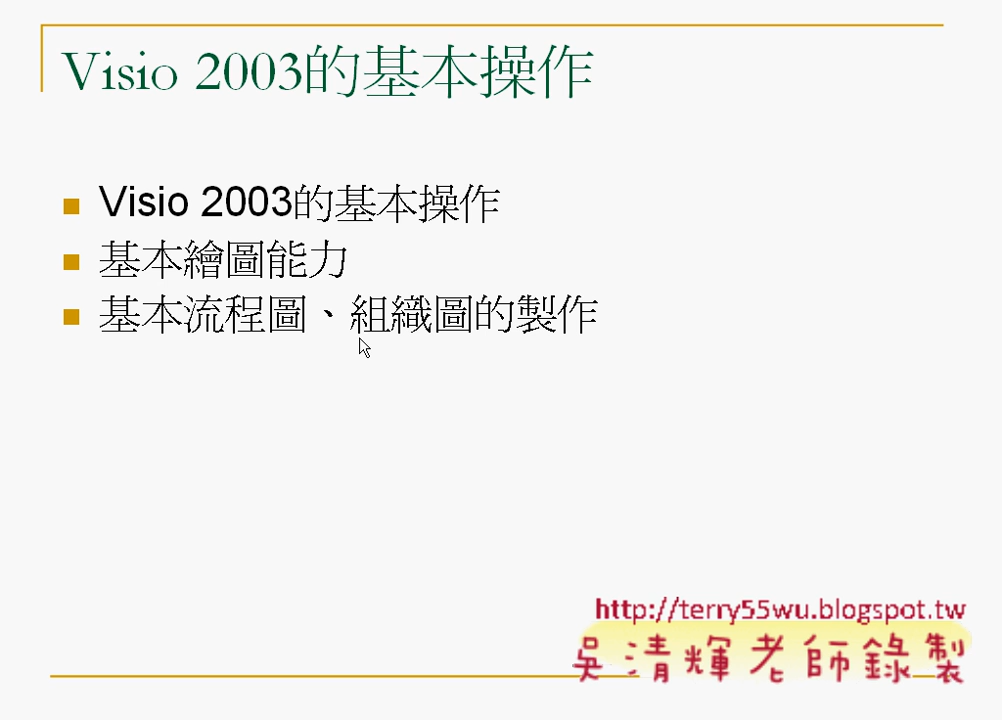 Visio 2003的基本操作
Visio 2003的基本操作
基本繪圖能力
基本流程圖、組織圖的製作
http://terry55wu.blogspot.tw
吳清輝老師錄製